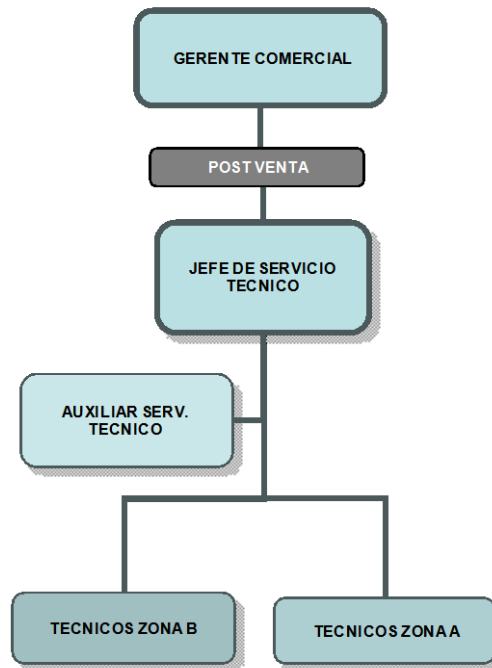 GERENTE COMERCIAL
POST VENTA
JEFE DE SERVICIO
TECNICO
AUXILIAR SERV.
TECNICO
TECNICOS ZONA B
TECNICOS ZONA A